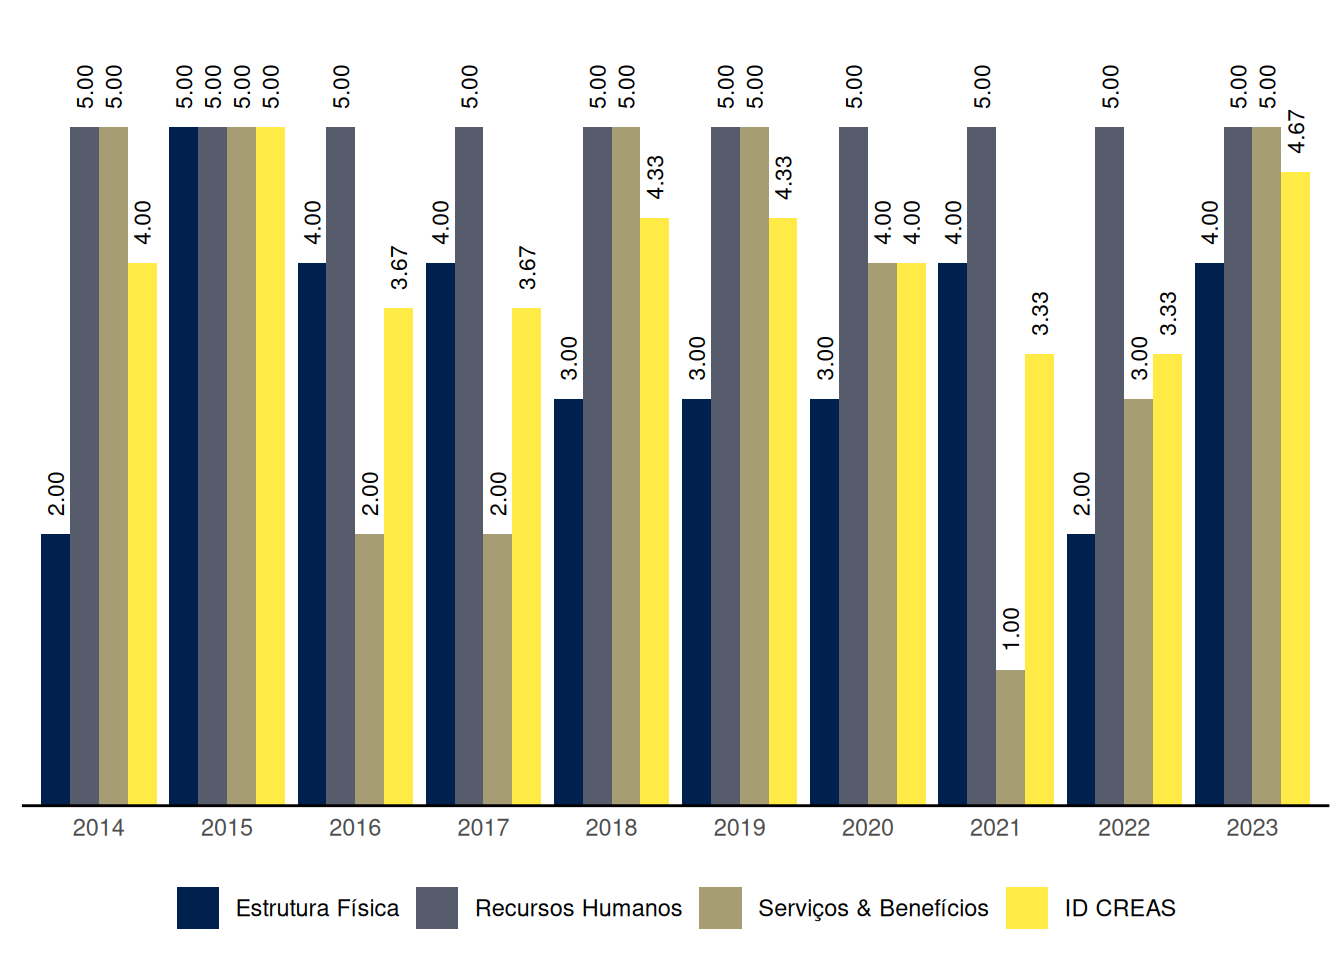 5.00 5.00 5.00 5.00 5.00 5.00 5.00 5.00 5.00 5.00 5.00 5.00 5.00 5.00 5.00 5.00 5.00
4.67
4.33 4.33
4.00 4.00 4.00 4.00 4.00 4.00 4.00
3.67 3.67
3.33 3.33
3.00 3.00 3.00 3.00
2.00 2.00 2.00 2.00
1.00
2014 2015 2016 2017 2018 2019 2020 2021 2022 2023
Estrutura Física Recursos Humanos Serviços & Benefícios ID CREAS